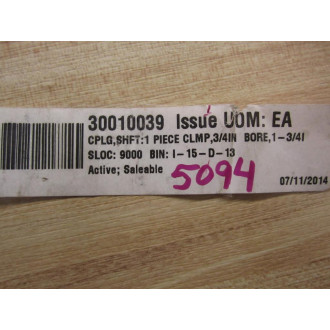 30010039 Issue UOM: EA
CPLG,SHFT:1 PIECE CLMP,3/4IN BORE,1-3/4I
SLOC: 9000 BIN: I-15-D-13
Active; Saleable
5094
07/11/2014